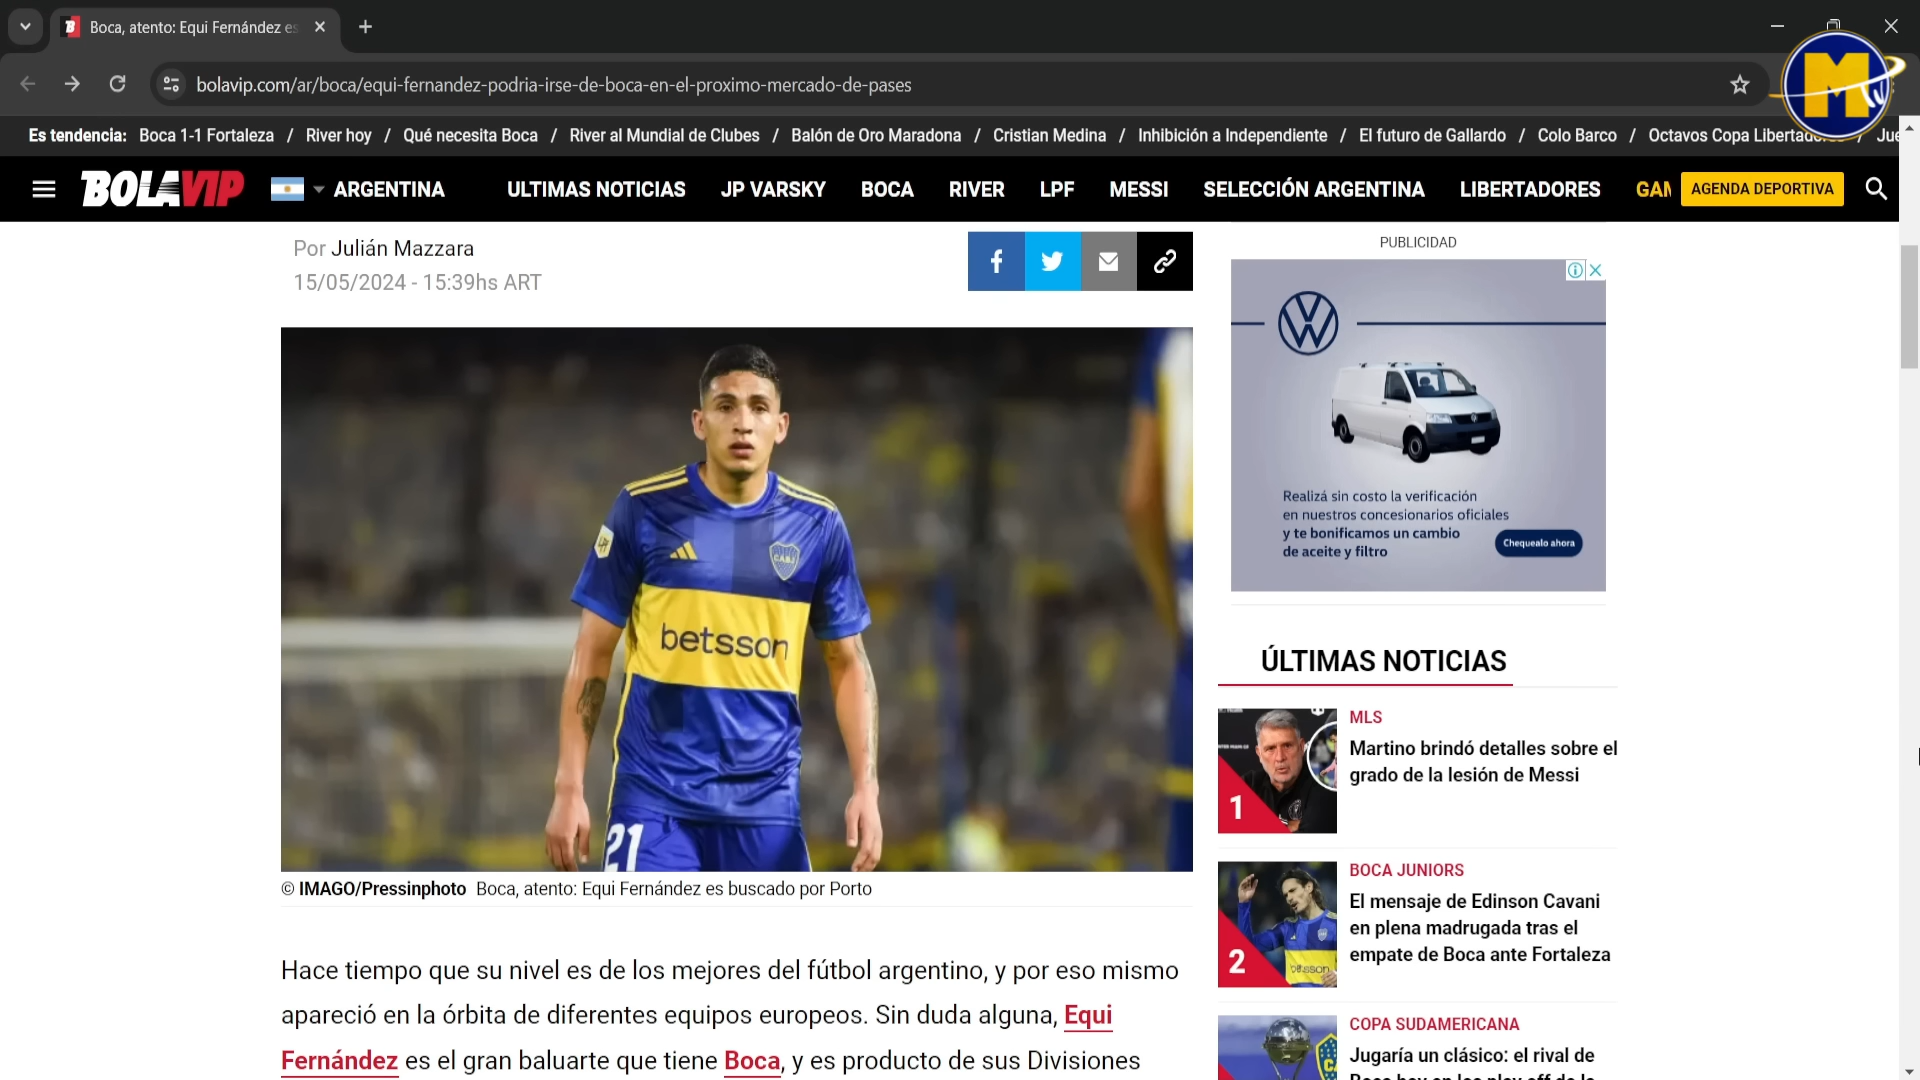 Boca, atento: Equi Fernández es
bolavip.com/ar/boca/equi-fernandez-podria-irse-de-boca-en-el-proximo-mercado-de-pases
M
Es tendencia: Boca 1-1 Fortaleza / River hoy / Qué necesita Boca / River al Mundial de Clubes / Balón de Oro Maradona / Cristian Medina / Inhibición a Independiente / El futuro de Gallardo / Colo Barco / Octavos Copa / Jue
BOLAVIP ARGENTINA ULTIMAS NOTICIAS JP VARSKY BOCA RIVER LPF MESSI SELECCIÓN ARGENTINA LIBERTADORES AGENDA DEPORTIVA
Por Julián Mazzara
15/05/2024 - 15:39hs ART
CABJ
betsson
21
© IMAGO/Pressinphoto Boca, atento: Equi Fernández es buscado por Porto
Hace tiempo que su nivel es de los mejores del fútbol argentino, y por eso mismo
apareció en la órbita de diferentes equipos europeos. Sin duda alguna, Equi
Fernández es el gran baluarte que tiene Boca, y es producto de sus Divisiones
PUBLICIDAD
Realizá sin costo la verificación
en nuestros concesionarios oficiales
y te bonificamos un cambio
de aceite y filtro
Chequealo ahora
ÚLTIMAS NOTICIAS
1
MLS
Martino brindó detalles sobre el
grado de la lesión de Messi
2
BOCA JUNIORS
El mensaje de Edinson Cavani
en plena madrugada tras el
empate de Boca ante Fortaleza
COPA SUDAMERICANA
Jugaría un clásico: el rival de